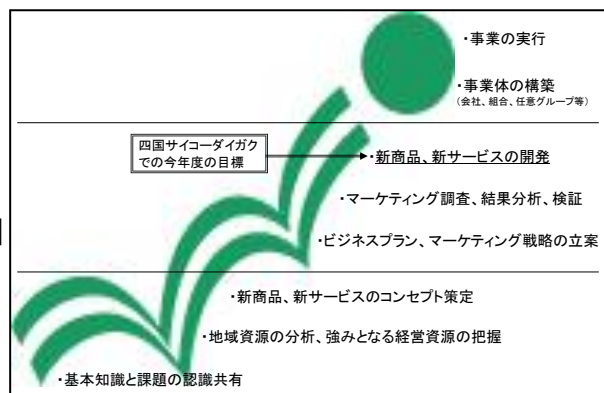 ・事業の実行
・事業体の構築
(会社、組合、任意グループ等)
四国サイコーダイガク
での今年度の目標
・新商品、新サービスの開発
・マーケティング調査、結果分析、検証
・ビジネスプラン、マーケティング戦略の立案
・新商品、新サービスのコンセプト策定
・地域資源の分析、強みとなる経営資源の把握
・基本知識と課題の認識共有